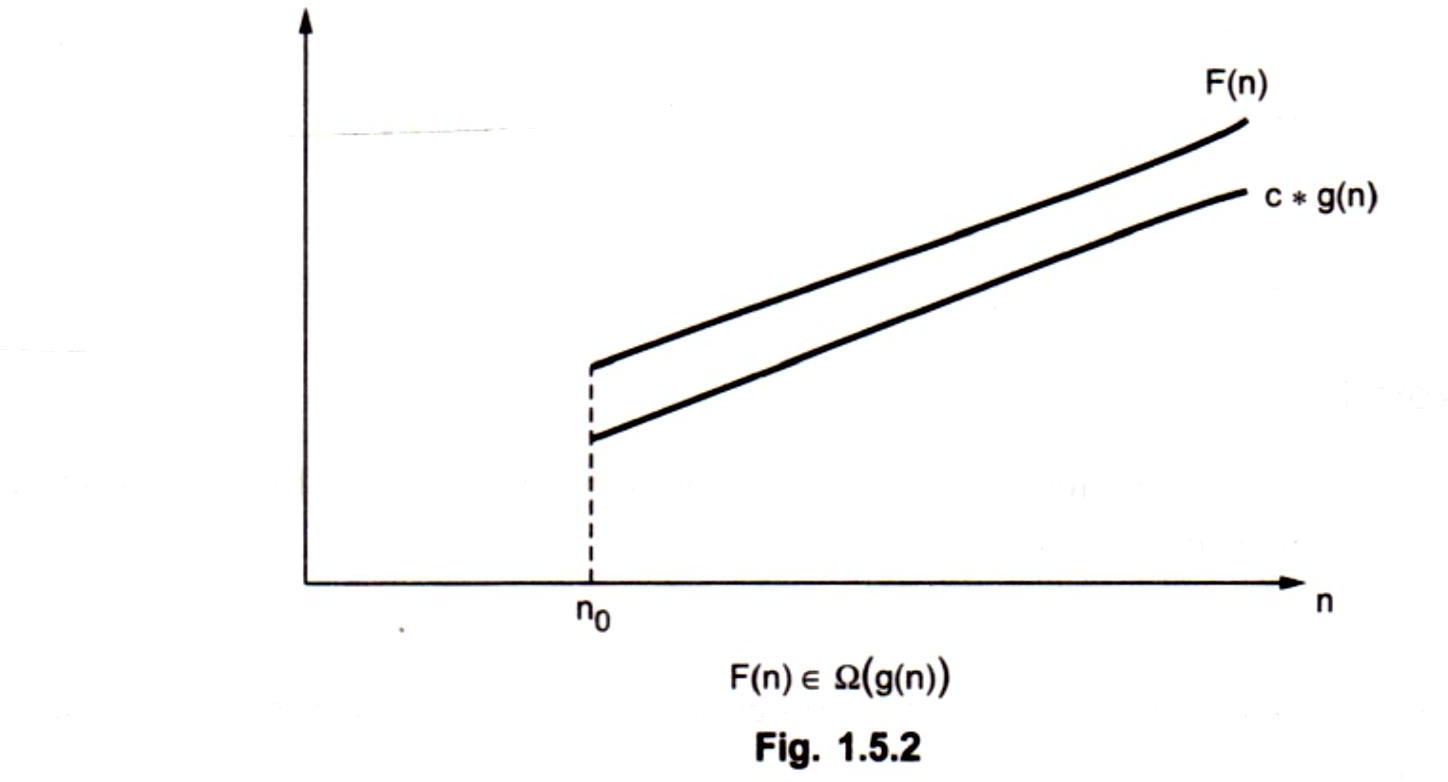 F(n)
c * g(n)
n₀
n
F(n) ∈ Ω(g(n))
Fig. 1.5.2